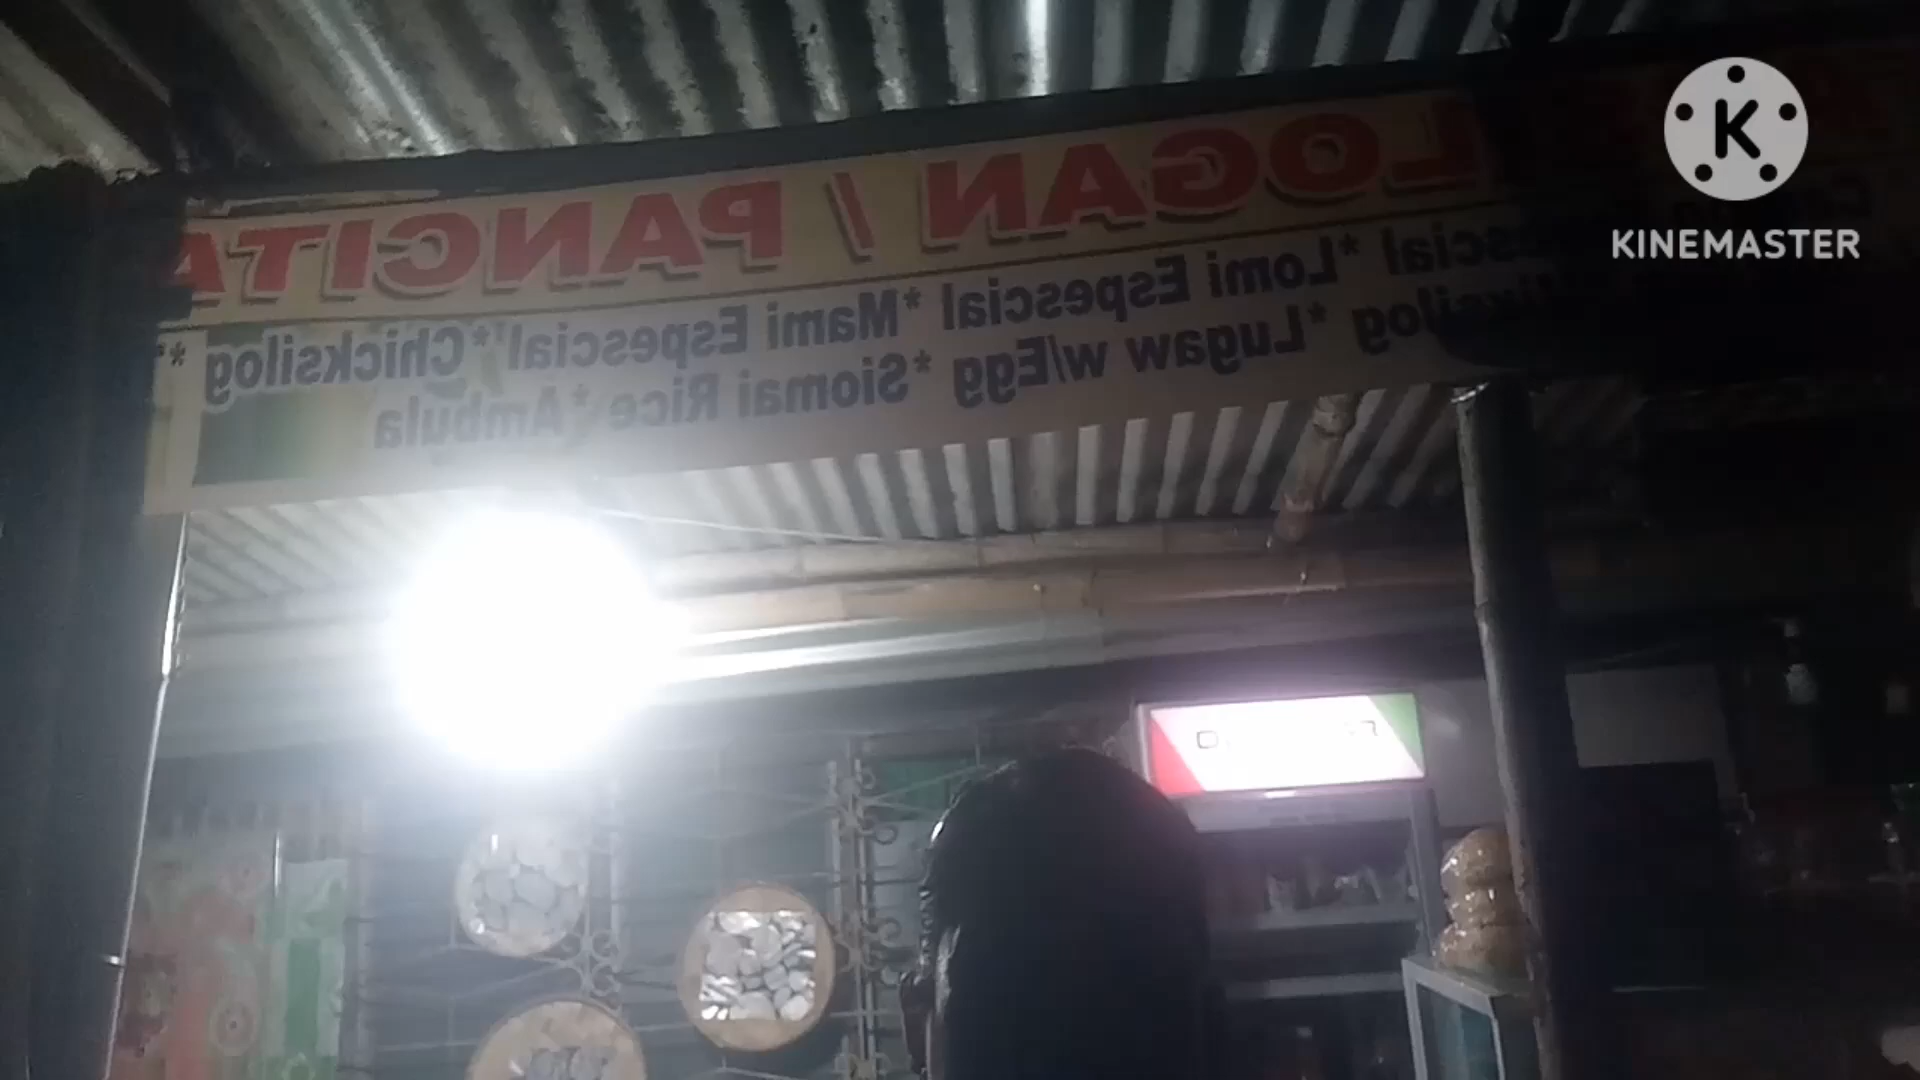 LOGAN / PANCITA
*Lomi Espescial *Mami Espescial *Chicksilog *
*Lugaw w/Egg *Siomai Rice *Ambula
K
KINEMASTER